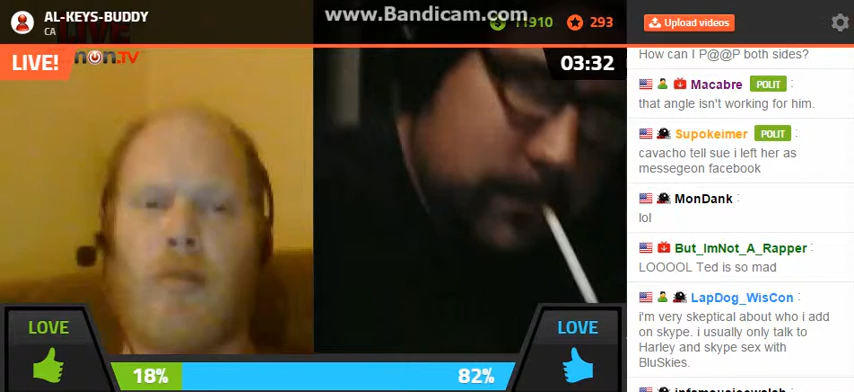 AL-KEYS-BUDDY
CA
www.Bandicam.com
11910
293
LIVE!
LIVE
non.TV
03:32
LOVE
LOVE
18%
82%
Upload videos
How can I P@@P both sides?
Macabre POLIT :
that angle isn't working for him.
Supokeimer POLIT :
cavacho tell sue i left her as
messegeon facebook
MonDank :
lol
But_ImNot_A_Rapper :
LOOOOL Ted is so mad
LapDog_WisCon :
i'm very skeptical about who i add
on skype. i usually only talk to
Harley and skype sex with
BluSkies.